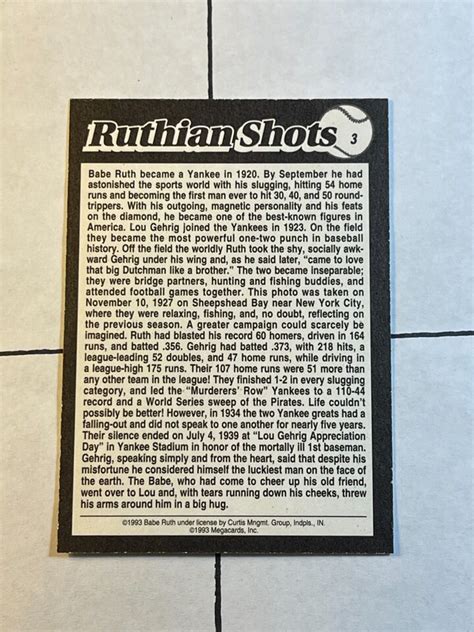 Ruthian Shots 3
Babe Ruth became a Yankee in 1920. By September he had
astonished the sports world with his slugging, hitting 54 home
runs and becoming the first man ever to hit 30, 40, and 50 round-
trippers. With his outgoing, magnetic personality and his feats
on the diamond, he became one of the best-known figures in
America. Lou Gehrig joined the Yankees in 1923. On the field
they became the most powerful one-two punch in baseball
history. Off the field the worldly Ruth took the shy, socially awk-
ward Gehrig under his wing and, as he said later, "came to love
that big Dutchman like a brother." The two became inseparable;
they were bridge partners, hunting and fishing buddies, and
attended football games together. This photo was taken on
November 10, 1927 on Sheepshead Bay near New York City,
where they were relaxing, fishing, and, no doubt, reflecting on
the previous season. A greater campaign could scarcely be
imagined. Ruth had blasted his record 60 homers, driven in 164
runs, and batted .356. Gehrig had batted .373, with 218 hits, a
league-leading 52 doubles, and 47 home runs, while driving in
a league-high 175 runs. Their 107 home runs were 51 more than
any other team in the league! They finished 1-2 in every slugging
category, and led the "Murderers' Row" Yankees to a 110-44
record and a World Series sweep of the Pirates. Life couldn't
possibly be better! However, in 1934 the two Yankee greats had a
falling-out and did not speak to one another for nearly five years.
Their silence ended on July 4, 1939 at "Lou Gehrig Appreciation
Day" in Yankee Stadium in honor of the mortally ill 1st baseman.
Gehrig, speaking simply and from the heart, said that despite his
misfortune he considered himself the luckiest man on the face of
the earth. The Babe, who had come to cheer up his old friend,
went over to Lou and, with tears running down his cheeks, threw
his arms around him in a big hug.
©1993 Babe Ruth under license by Curtis Mngmt. Group, Indpls., IN.
©1993 Megacards, Inc.